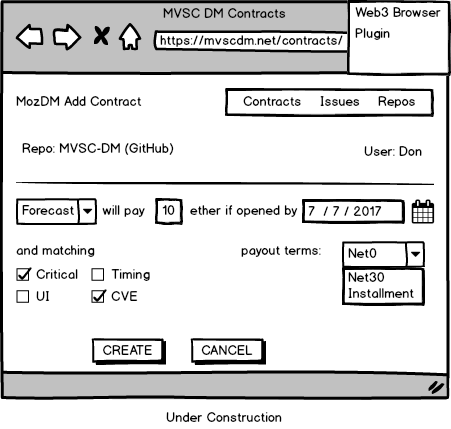 MVSC DM Contracts
Web3 Browser
Plugin
https://mvscdm.net/contracts/
MozDM Add Contract
Contracts Issues Repos
Repo: MVSC-DM (GitHub)
User: Don
Forecast will pay 10 ether if opened by 7 / 7 / 2017
and matching
payout terms: Net0
Critical Timing
Net30
UI CVE
Installment
CREATE CANCEL
Under Construction